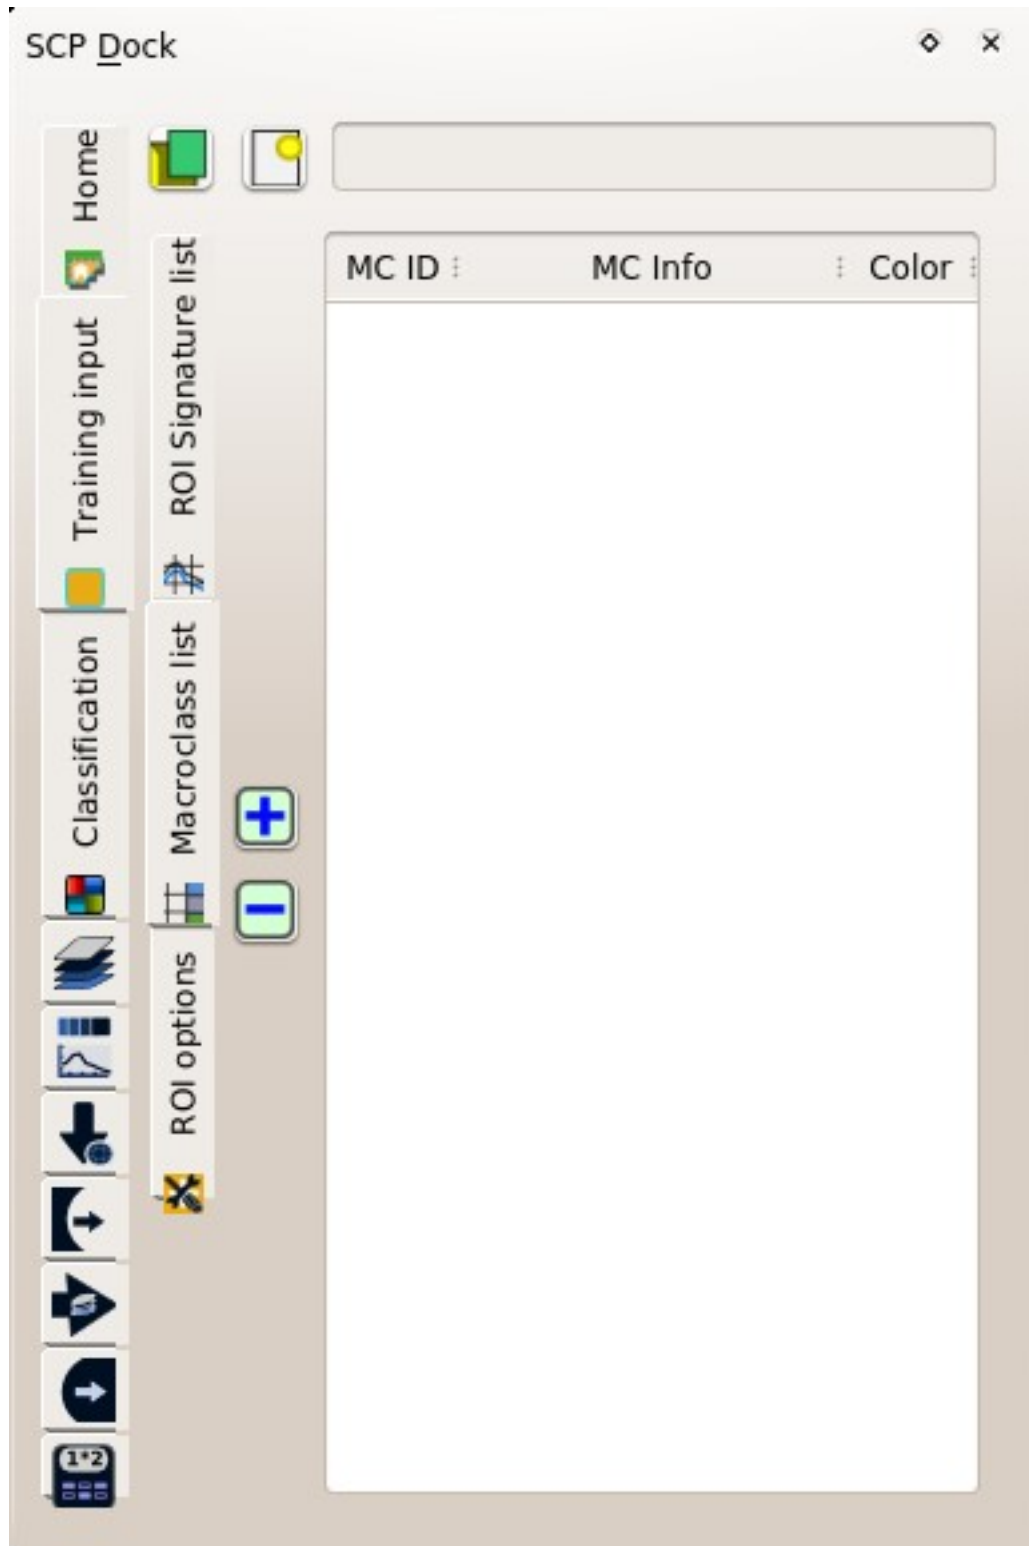 SCP Dock
Home
Training input
Classification
ROI Signature list
Macroclass list
ROI options
MC ID
MC Info
Color
1*2